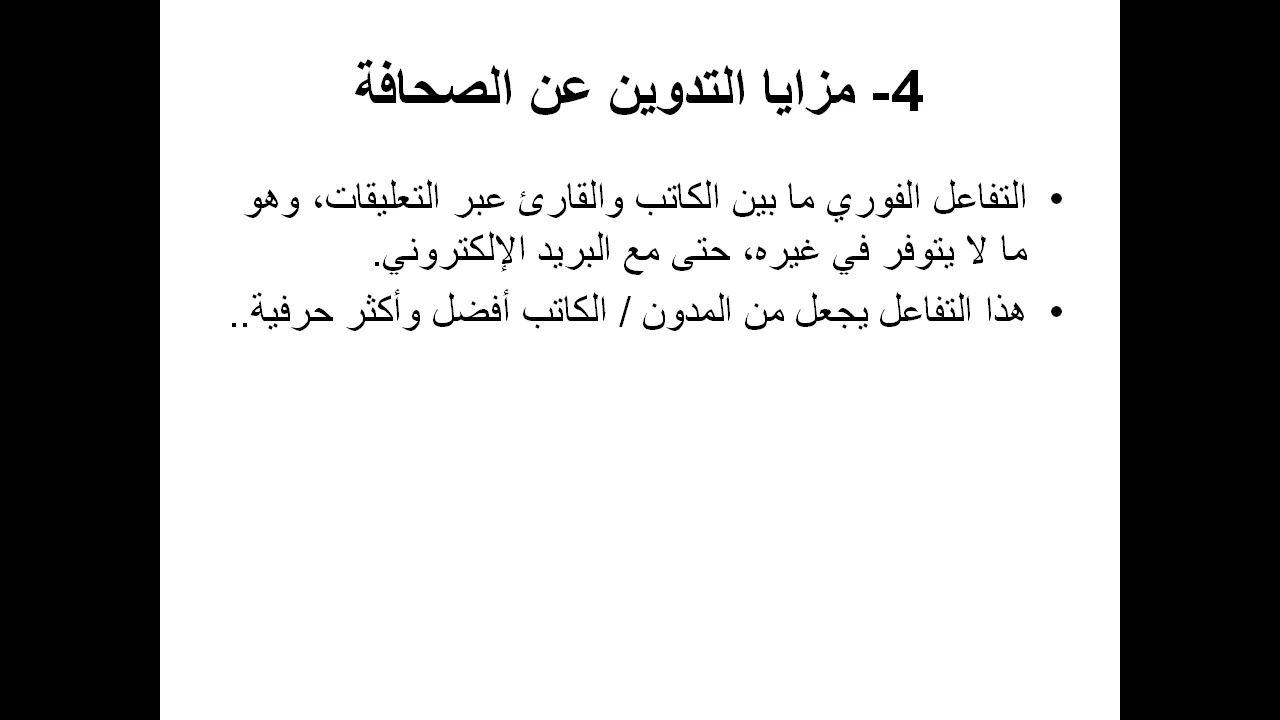 4- مزايا التدوين عن الصحافة
• التفاعل الفوري ما بين الكاتب والقارئ عبر التعليقات، وهو
ما لا يتوفر في غيره، حتى مع البريد الإلكتروني.
• هذا التفاعل يجعل من المدون / الكاتب أفضل وأكثر حرفية..